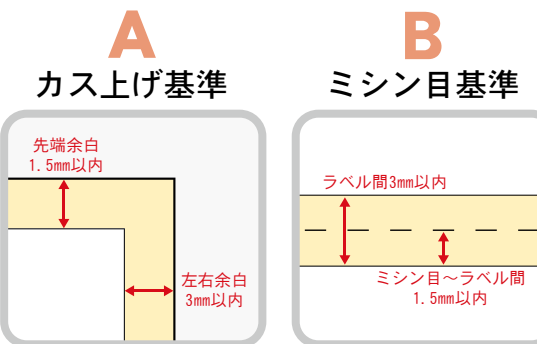 A
カス上げ基準
先端余白
1.5mm以内
左右余白
3mm以内
B
ミシン目基準
ラベル間3mm以内
ミシン目～ラベル間
1.5mm以内